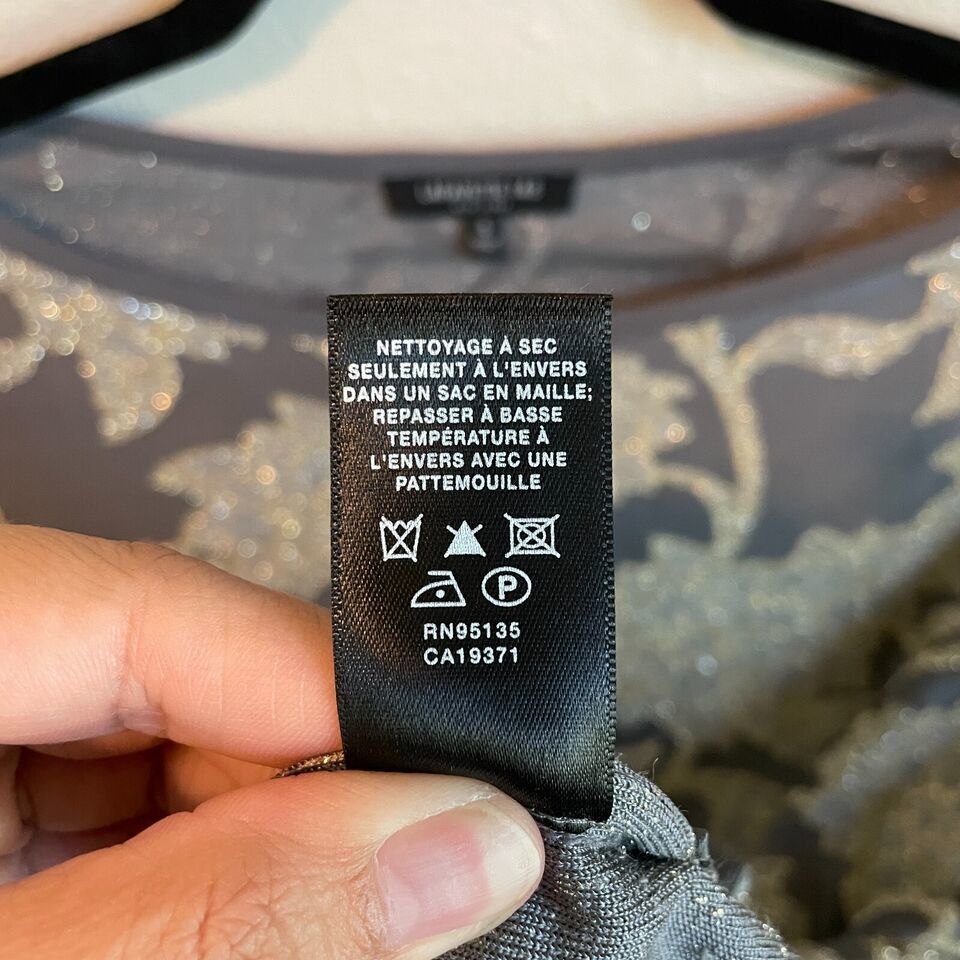 NETTOYAGE À SEC
SEULEMENT A L'ENVERS
DANS UN SAC EN MAILLE;
REPASSER À BASSE
TEMPÉRATURE À
L'ENVERS AVEC UNE
PATTEMOUILLE
P
RN95135
CA19371